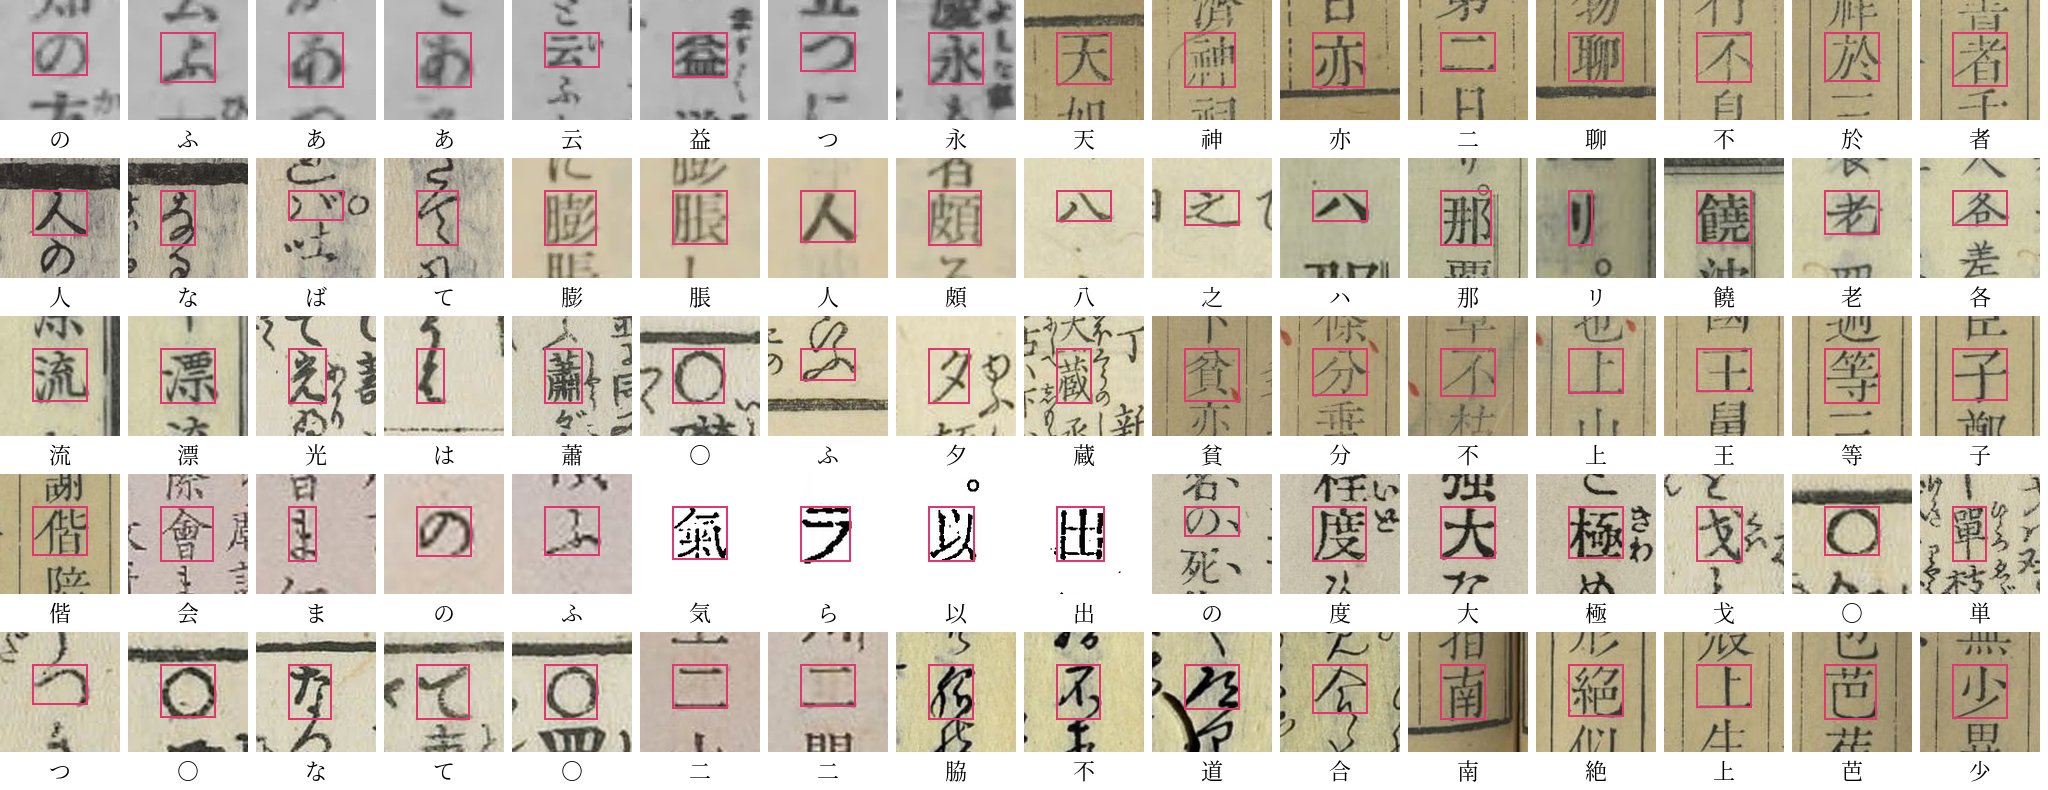 のふああ云益つ永天神亦二聊不於者
人なばて膨脹人頗八之ハ那リ饒老各
流漂光は蕭〇ふ夕蔵貧分不上王等子
偕会まのふ気ら以出の度大極戈〇単
つ〇なて〇二二脇不道合南絶上芭少